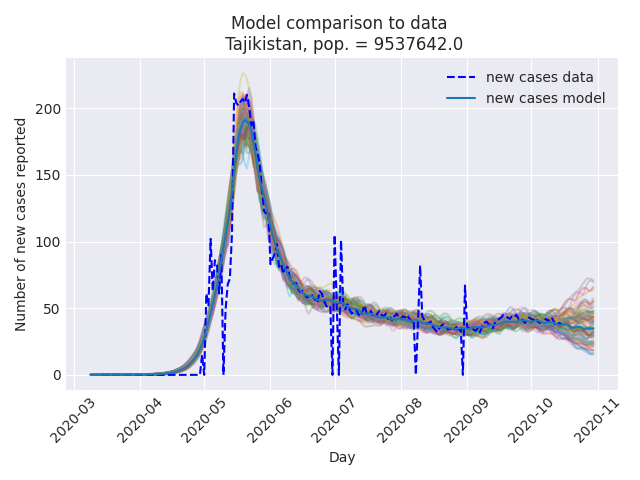 Model comparison to data
Tajikistan, pop. = 9537642.0
new cases data
new cases model
Number of new cases reported
200
150
100
50
0
2020-03
2020-04
2020-05
2020-06
2020-07
2020-08
2020-09
2020-10
2020-11
Day